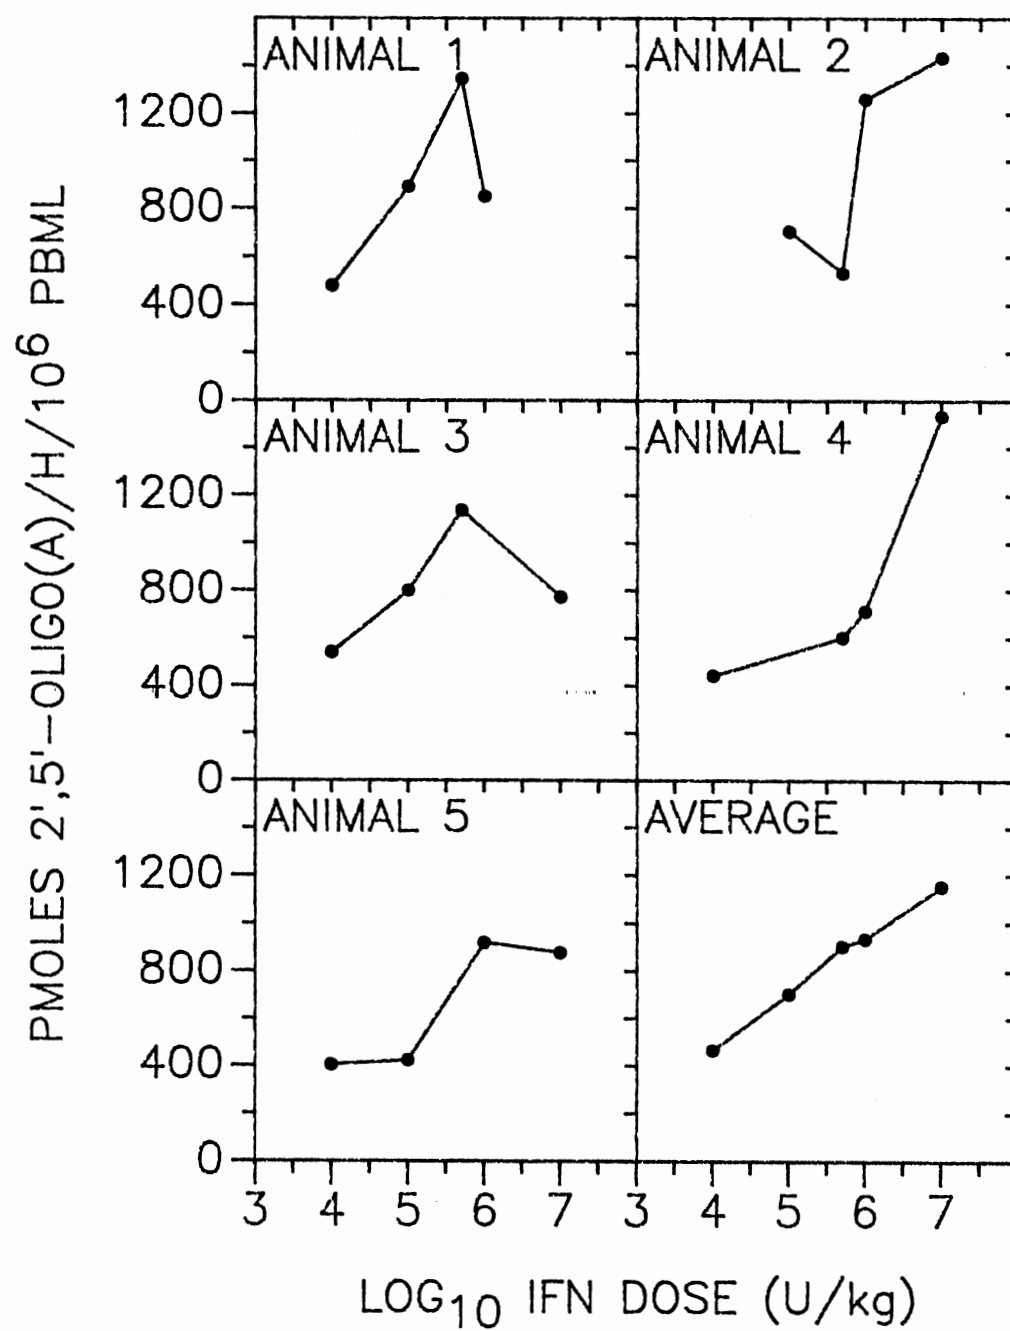 PMOLES 2',5'-OLIGO(A)/H/10⁶ PBML
ANIMAL 1
ANIMAL 2
1200
800
400
0
ANIMAL 3
ANIMAL 4
1200
800
400
0
ANIMAL 5
AVERAGE
1200
800
400
0
3 4 5 6 7 3 4 5 6 7
LOG₁₀ IFN DOSE (U/kg)